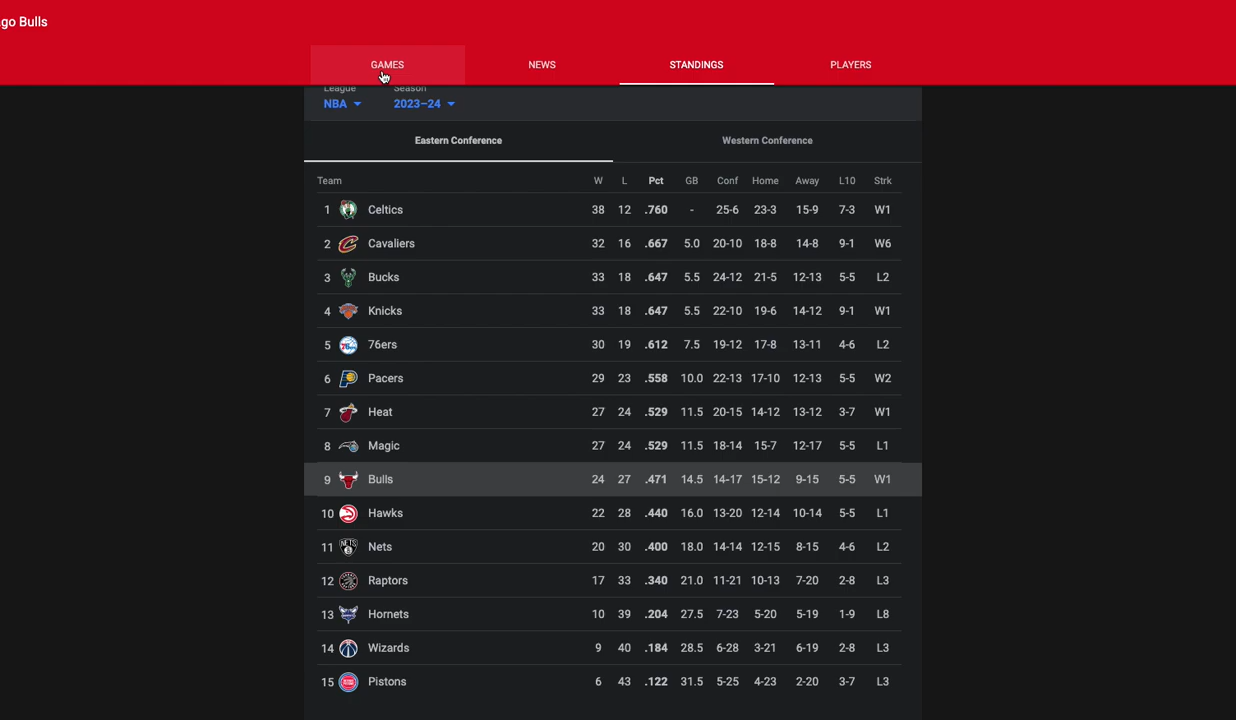 go Bulls
GAMES NEWS STANDINGS PLAYERS
League Season
NBA 2023–24
Eastern Conference Western Conference
Team W L Pct GB Conf Home Away L10 Strk
1 Celtics 38 12 .760 - 25-6 23-3 15-9 7-3 W1
2 Cavaliers 32 16 .667 5.0 20-10 18-8 14-8 9-1 W6
3 Bucks 33 18 .647 5.5 24-12 21-5 12-13 5-5 L2
4 Knicks 33 18 .647 5.5 22-10 19-6 14-12 9-1 W1
5 76ers 30 19 .612 7.5 19-12 17-8 13-11 4-6 L2
6 Pacers 29 23 .558 10.0 22-13 17-10 12-13 5-5 W2
7 Heat 27 24 .529 11.5 20-15 14-12 13-12 3-7 W1
8 Magic 27 24 .529 11.5 18-14 15-7 12-17 5-5 L1
9 Bulls 24 27 .471 14.5 14-17 15-12 9-15 5-5 W1
10 Hawks 22 28 .440 16.0 13-20 12-14 10-14 5-5 L1
11 Nets 20 30 .400 18.0 14-14 12-15 8-15 4-6 L2
12 Raptors 17 33 .340 21.0 11-21 10-13 7-20 2-8 L3
13 Hornets 10 39 .204 27.5 7-23 5-20 5-19 1-9 L8
14 Wizards 9 40 .184 28.5 6-28 3-21 6-19 2-8 L3
15 Pistons 6 43 .122 31.5 5-25 4-23 2-20 3-7 L3